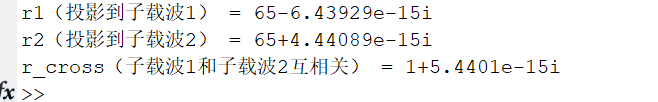 r1（投影到子载波1） = 65-6.43929e-15i
r2（投影到子载波2） = 65+4.44089e-15i
r_cross（子载波1和子载波2互相关） = 1+5.4401e-15i
fx >>